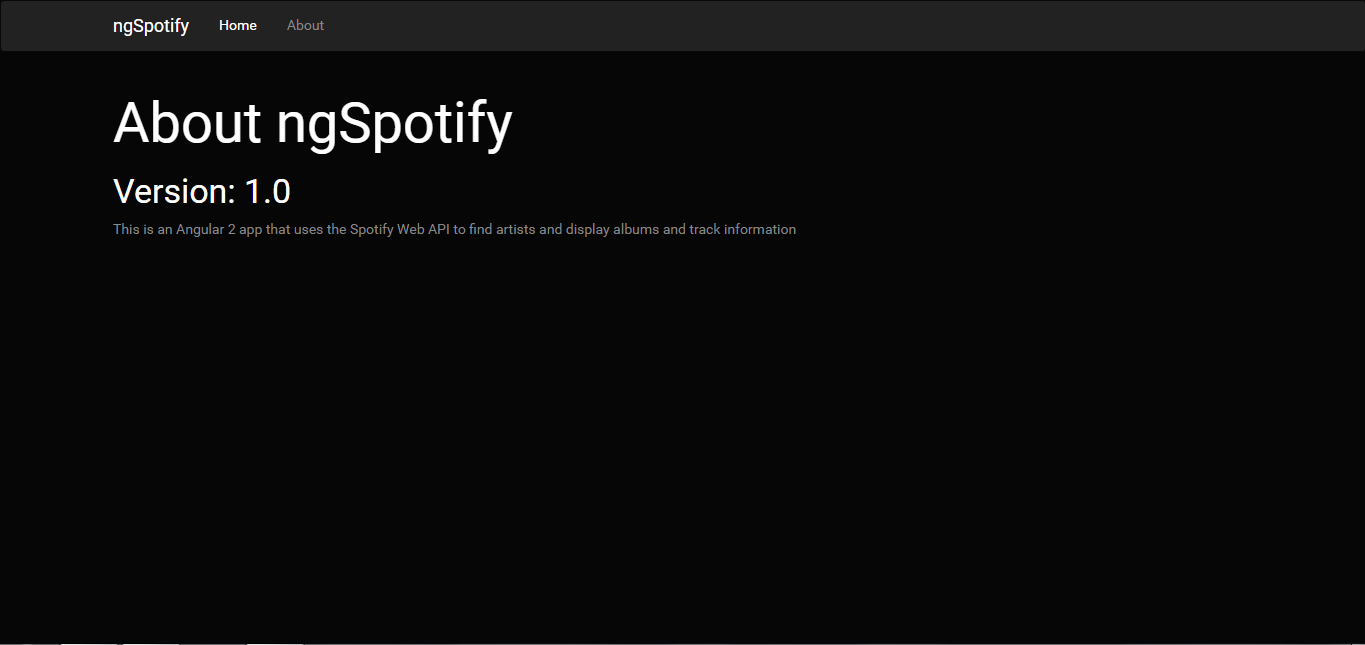 ngSpotify Home About
About ngSpotify
Version: 1.0
This is an Angular 2 app that uses the Spotify Web API to find artists and display albums and track information